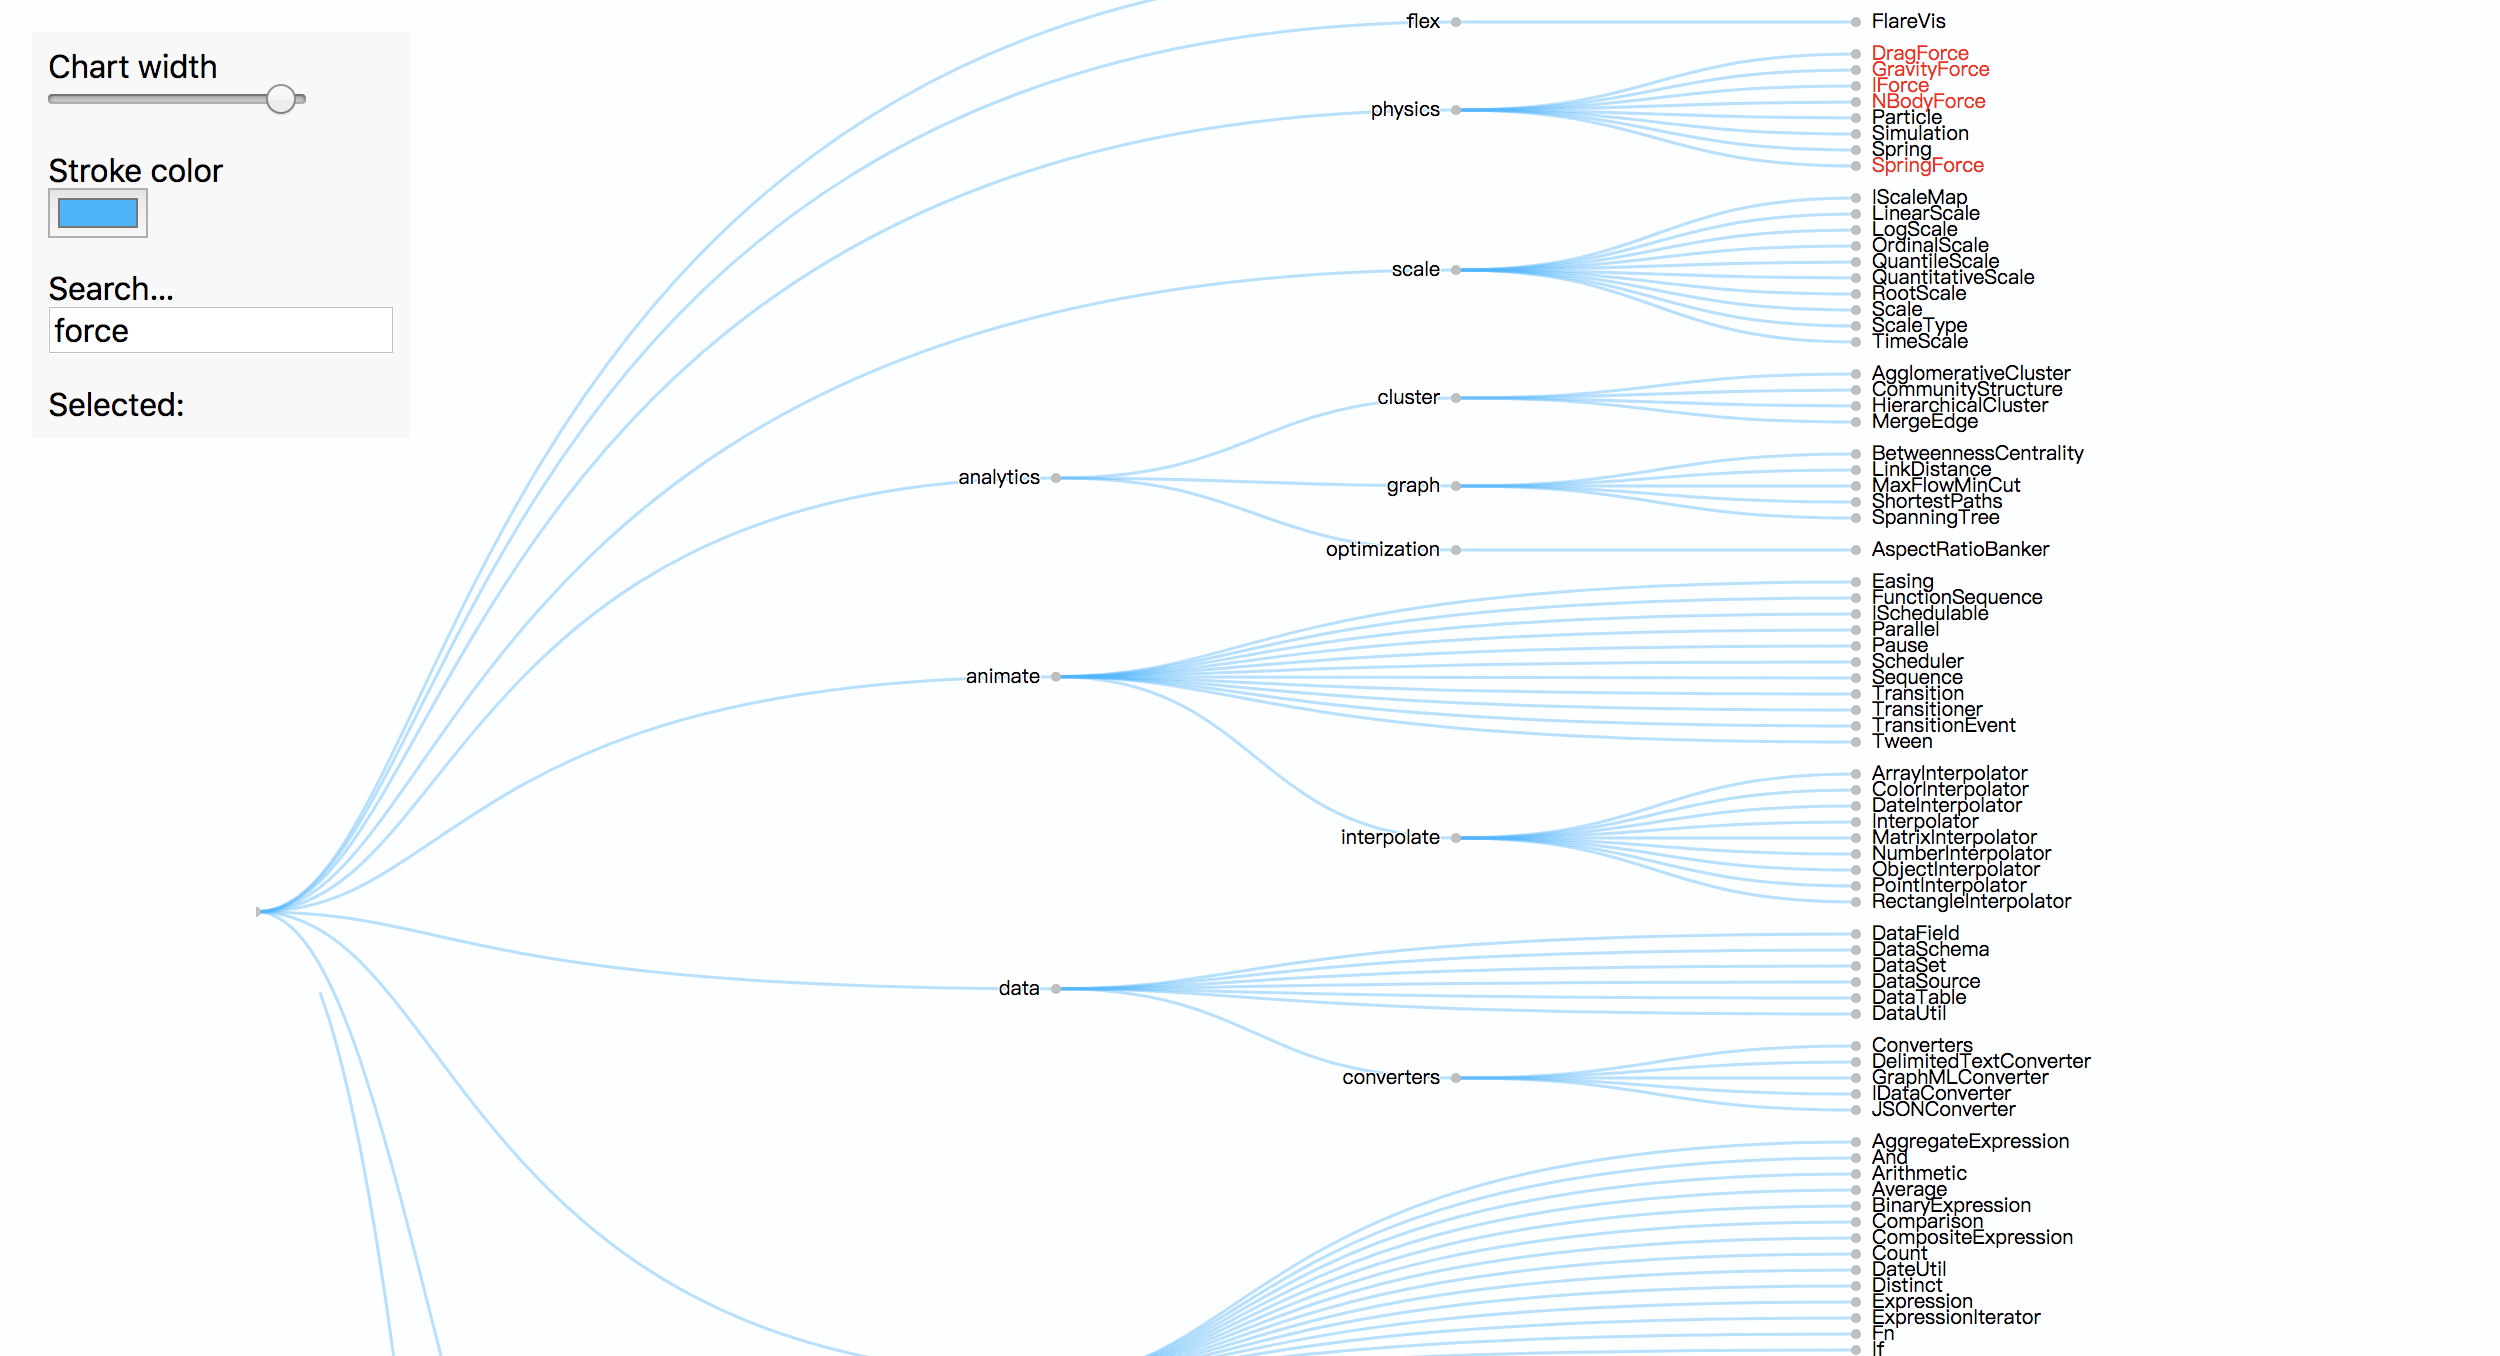 Chart width
Stroke color
Search...
force
Selected:
flex
FlareVis
physics
DragForce
GravityForce
IForce
NBodyForce
Particle
Simulation
Spring
SpringForce
scale
IScaleMap
LinearScale
LogScale
OrdinalScale
QuantileScale
QuantitativeScale
RootScale
Scale
ScaleType
TimeScale
analytics
cluster
AgglomerativeCluster
CommunityStructure
HierarchicalCluster
MergeEdge
graph
BetweennessCentrality
LinkDistance
MaxFlowMinCut
ShortestPaths
SpanningTree
optimization
AspectRatioBanker
animate
Easing
FunctionSequence
ISchedulable
Parallel
Pause
Scheduler
Sequence
Transition
Transitioner
TransitionEvent
Tween
interpolate
ArrayInterpolator
ColorInterpolator
DateInterpolator
Interpolator
MatrixInterpolator
NumberInterpolator
ObjectInterpolator
PointInterpolator
RectangleInterpolator
data
DataField
DataSchema
DataSet
DataSource
DataTable
DataUtil
converters
Converters
DelimitedTextConverter
GraphMLConverter
IDataConverter
JSONConverter
AggregateExpression
And
Arithmetic
Average
BinaryExpression
Comparison
CompositeExpression
Count
DateUtil
Distinct
Expression
ExpressionIterator
Fn
If